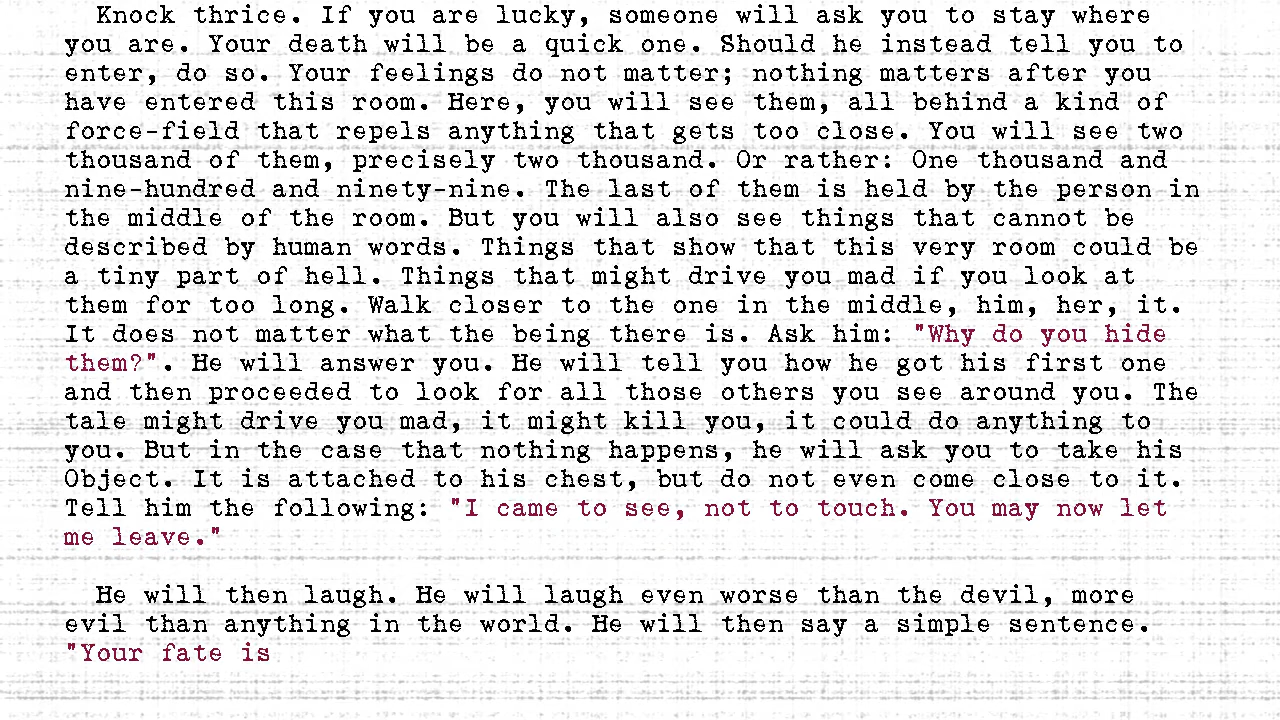 Knock thrice. If you are lucky, someone will ask you to stay where
you are. Your death will be a quick one. Should he instead tell you to
enter, do so. Your feelings do not matter; nothing matters after you
have entered this room. Here, you will see them, all behind a kind of
force-field that repels anything that gets too close. You will see two
thousand of them, precisely two thousand. Or rather: One thousand and
nine-hundred and ninety-nine. The last of them is held by the person in
the middle of the room. But you will also see things that cannot be
described by human words. Things that show that this very room could be
a tiny part of hell. Things that might drive you mad if you look at
them for too long. Walk closer to the one in the middle, him, her, it.
It does not matter what the being there is. Ask him: "Why do you hide
them?". He will answer you. He will tell you how he got his first one
and then proceeded to look for all those others you see around you. The
tale might drive you mad, it might kill you, it could do anything to
you. But in the case that nothing happens, he will ask you to take his
Object. It is attached to his chest, but do not even come close to it.
Tell him the following: "I came to see, not to touch. You may now let
me leave."
He will then laugh. He will laugh even worse than the devil, more
evil than anything in the world. He will then say a simple sentence.
"Your fate is